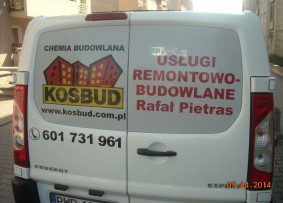 CHEMIA BUDOWLANA
KOSBUD
www.kosbud.com.pl
601 731 961
USŁUGI
REMONTOWO-
BUDOWLANE
Rafał Pietras
PEUGEOT
EXPERT